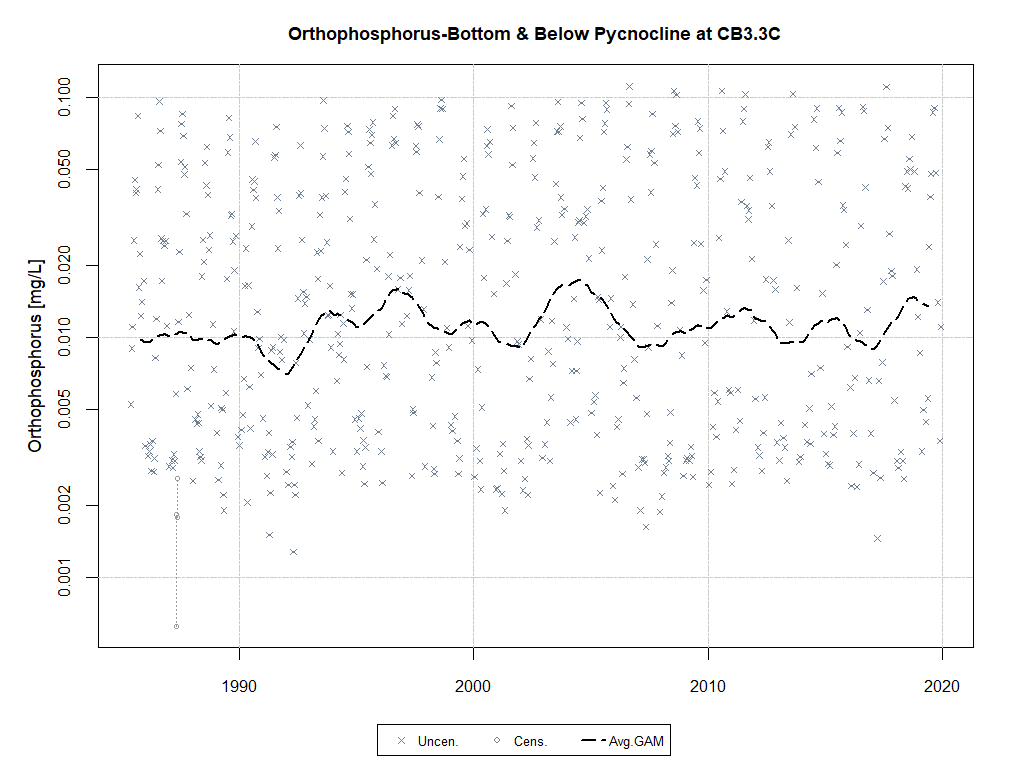 Orthophosphorus-Bottom & Below Pycnocline at CB3.3C
Orthophosphorus [mg/L]
0.100
0.050
0.020
0.010
0.005
0.002
0.001
1990
2000
2010
2020
Uncen.
Cens.
Avg.GAM